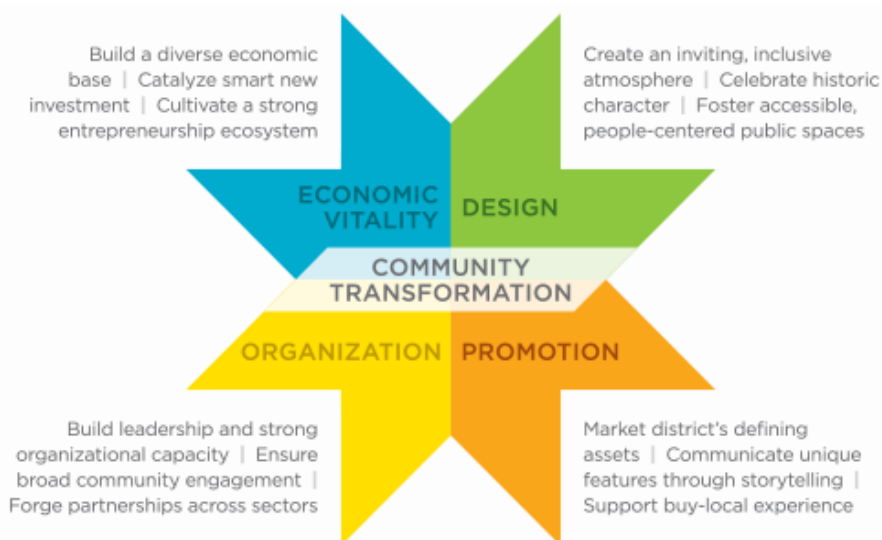 Build a diverse economic
base | Catalyze smart new
investment | Cultivate a strong
entrepreneurship ecosystem
Create an inviting, inclusive
atmosphere | Celebrate historic
character | Foster accessible,
people-centered public spaces
ECONOMIC
VITALITY
DESIGN
COMMUNITY
TRANSFORMATION
ORGANIZATION
PROMOTION
Build leadership and strong
organizational capacity | Ensure
broad community engagement |
Forge partnerships across sectors
Market district's defining
assets | Communicate unique
features through storytelling |
Support buy-local experience